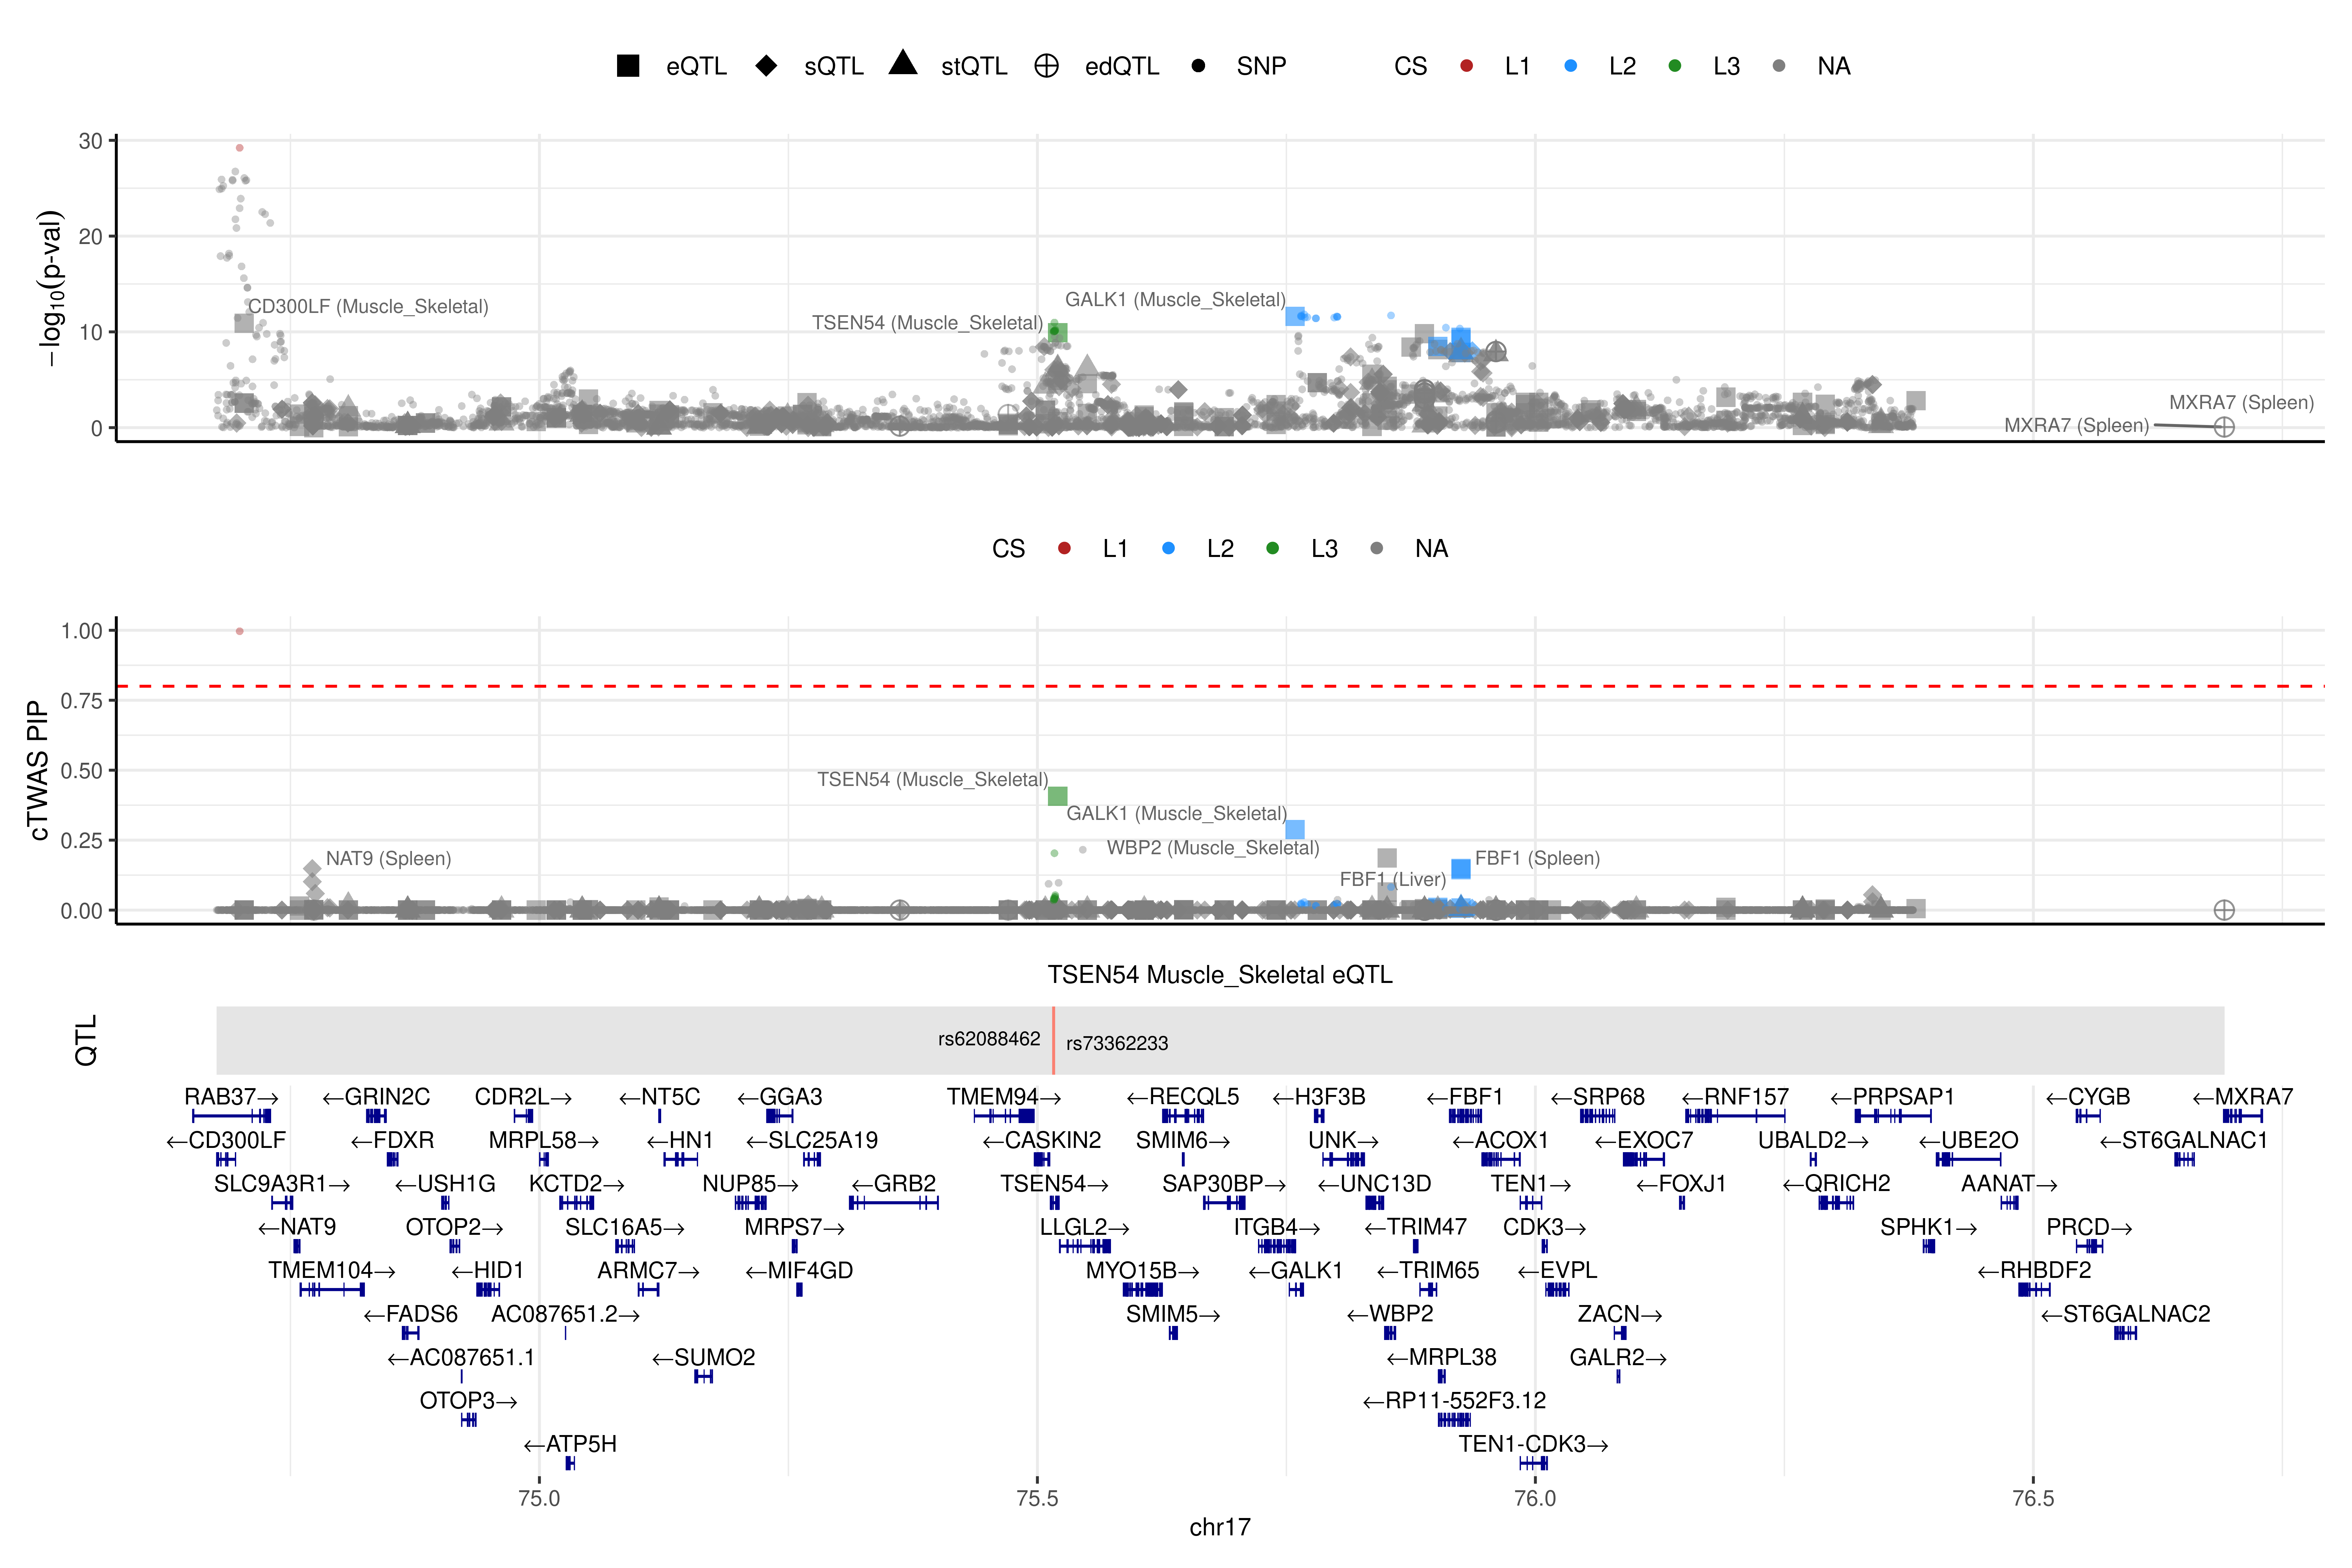 eQTL sQTL stQTL edQTL SNP CS L1 L2 L3 NA
30
20
10
0
−log10(p-val)
CD300LF (Muscle_Skeletal)
TSEN54 (Muscle_Skeletal)
GALK1 (Muscle_Skeletal)
MXRA7 (Spleen)
MXRA7 (Spleen)
CS L1 L2 L3 NA
1.00
0.75
0.50
0.25
0.00
cTWAS PIP
TSEN54 (Muscle_Skeletal)
GALK1 (Muscle_Skeletal)
WBP2 (Muscle_Skeletal)
NAT9 (Spleen)
FBF1 (Spleen)
FBF1 (Liver)
TSEN54 Muscle_Skeletal eQTL
QTL
rs62088462 rs73362233
RAB37→ ←GRIN2C CDR2L→ ←NT5C ←GGA3 TMEM94→ ←RECQL5 ←H3F3B ←FBF1 ←SRP68 ←RNF157 ←PRPSAP1 ←CYGB ←MXRA7
←CD300LF ←FDXR MRPL58→ ←HN1 ←SLC25A19 ←CASKIN2 SMIM6→ UNK→ ←ACOX1 ←EXOC7 UBALD2→ ←UBE2O ←ST6GALNAC1
SLC9A3R1→ ←USH1G KCTD2→ NUP85→ ←GRB2 TSEN54→ SAP30BP→ ←UNC13D TEN1→ ←FOXJ1 ←QRICH2 AANAT→
←NAT9 OTOP2→ SLC16A5→ MRPS7→ LLGL2→ ITGB4→ ←TRIM47 CDK3→ SPHK1→ PRCD→
TMEM104→ ←HID1 ARMC7→ ←MIF4GD MYO15B→ ←GALK1 ←TRIM65 ←EVPL ←RHBDF2
←FADS6 AC087651.2→ SMIM5→ ←WBP2 ZACN→ ←ST6GALNAC2
←AC087651.1 ←SUMO2 ←MRPL38 GALR2→
OTOP3→ ←RP11-552F3.12
←ATP5H TEN1-CDK3→
75.0 75.5 76.0 76.5
chr17